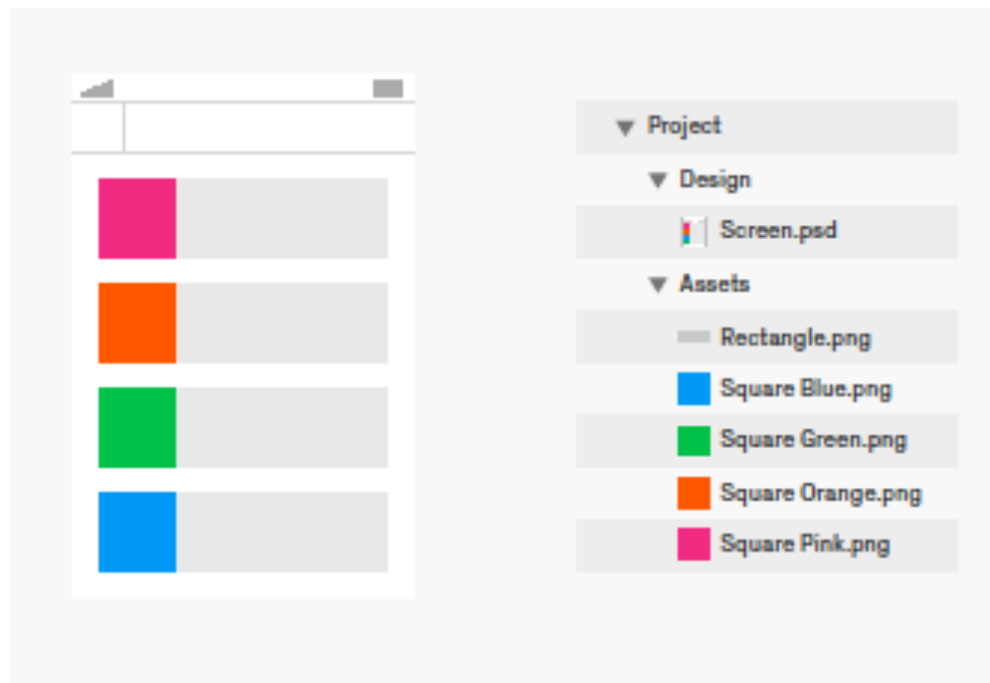 Project
Design
Screen.psd
Assets
Rectangle.png
Square Blue.png
Square Green.png
Square Orange.png
Square Pink.png